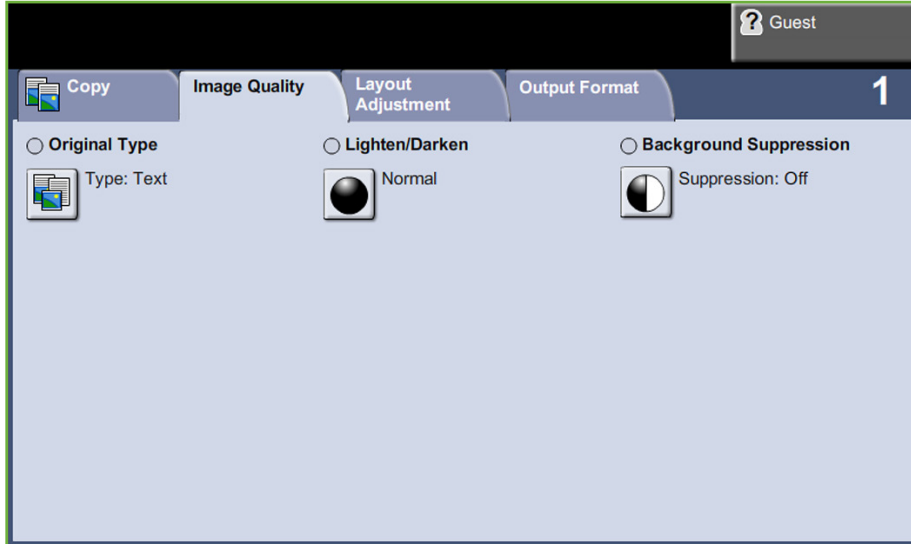 Guest
Copy
Image Quality
Layout
Adjustment
Output Format
1
Original Type
Lighten/Darken
Background Suppression
Type: Text
Normal
Suppression: Off